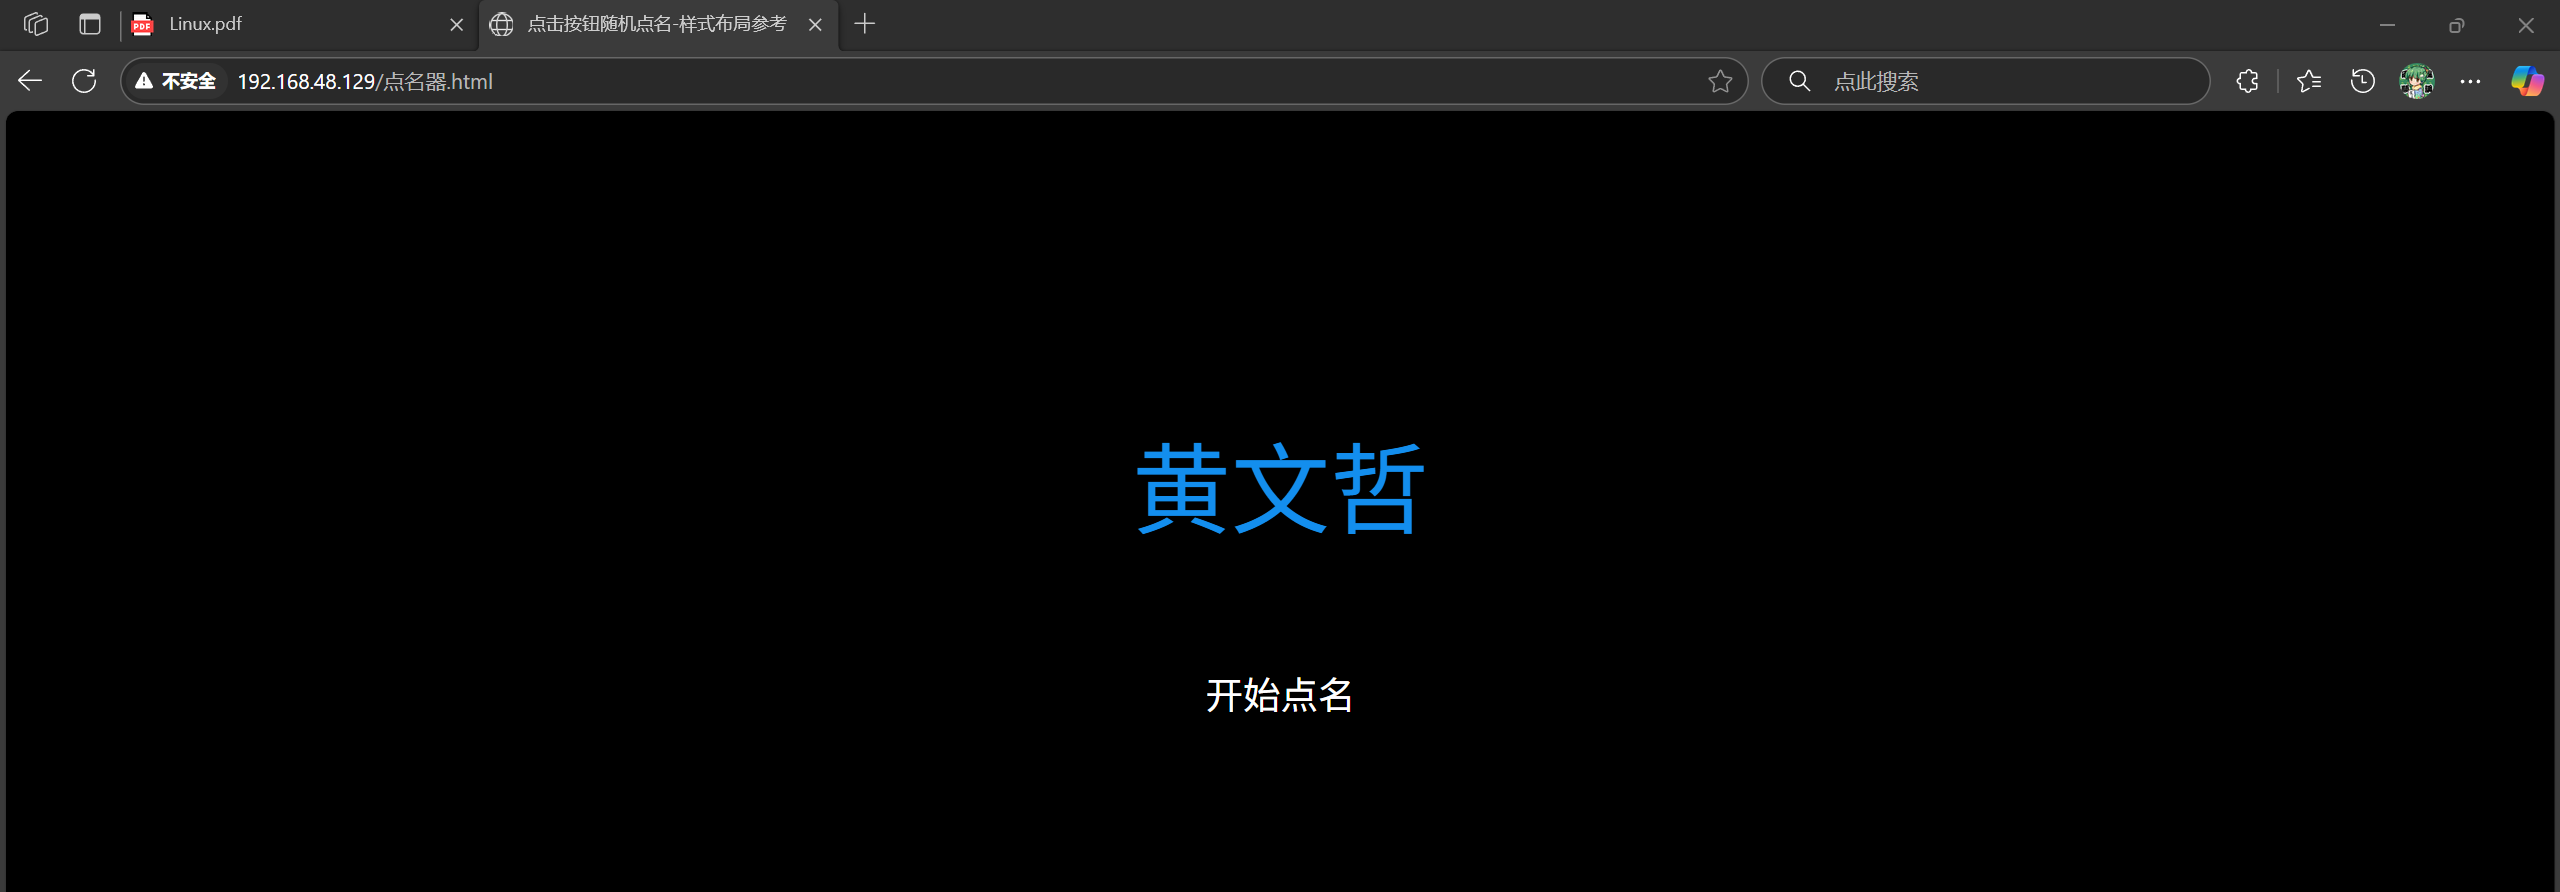 Linux.pdf
点击按钮随机点名-样式布局参考
不安全
192.168.48.129/点名器.html
点此搜索
黄文哲
开始点名